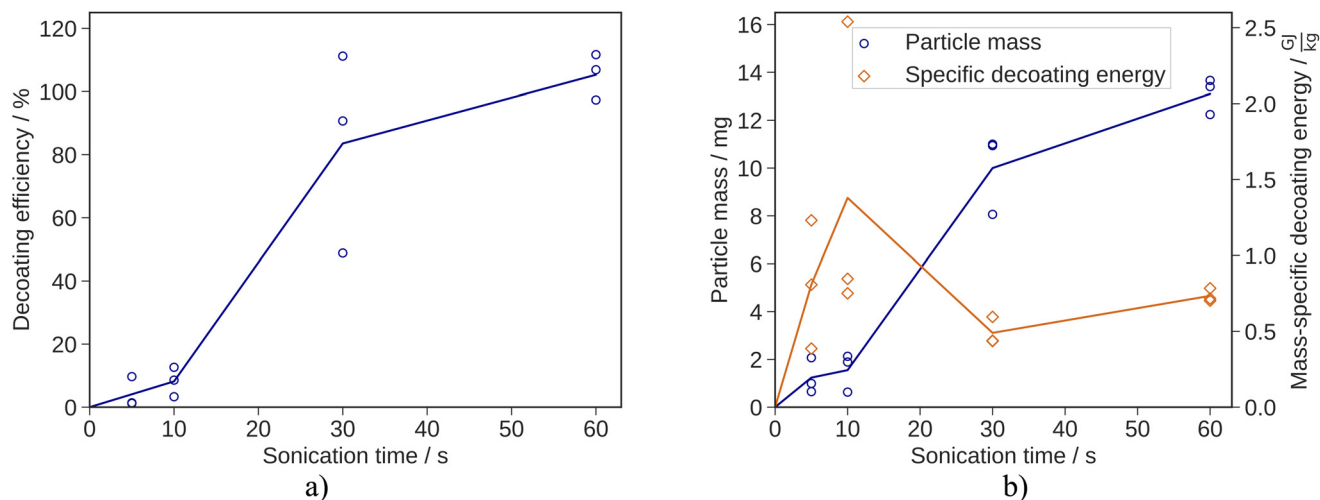 120
100
80
60
40
20
0
Decoating efficiency / %
0 10 20 30 40 50 60
Sonication time / s
a)
16
14
12
10
8
6
4
2
0
Particle mass / mg
Particle mass
Specific decoating energy
2.5
2.0
1.5
1.0
0.5
0.0
Mass-specific decoating energy / GJ/kg
0 10 20 30 40 50 60
Sonication time / s
b)